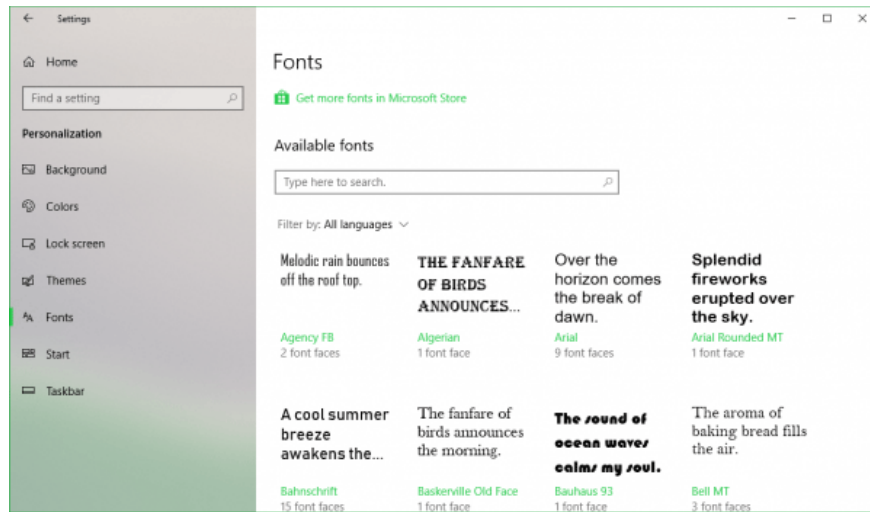 Settings
Home
Find a setting
Personalization
Background
Colors
Lock screen
Themes
Fonts
Start
Taskbar
Fonts
Get more fonts in Microsoft Store
Available fonts
Type here to search.
Filter by: All languages
Melodic rain bounces
off the roof top.
Agency FB
2 font faces
THE FANFARE
OF BIRDS
ANNOUNCES...
Algerian
1 font face
Over the
horizon comes
the break of
dawn.
Arial
9 font faces
Splendid
fireworks
erupted over
the sky.
Arial Rounded MT
1 font face
A cool summer
breeze
awakens the...
Bahnschrift
15 font faces
The fanfare of
birds announces
the morning.
Baskerville Old Face
1 font face
The sound of
ocean waves
calms my soul.
Bauhaus 93
1 font face
The aroma of
baking bread fills
the air.
Bell MT
3 font faces